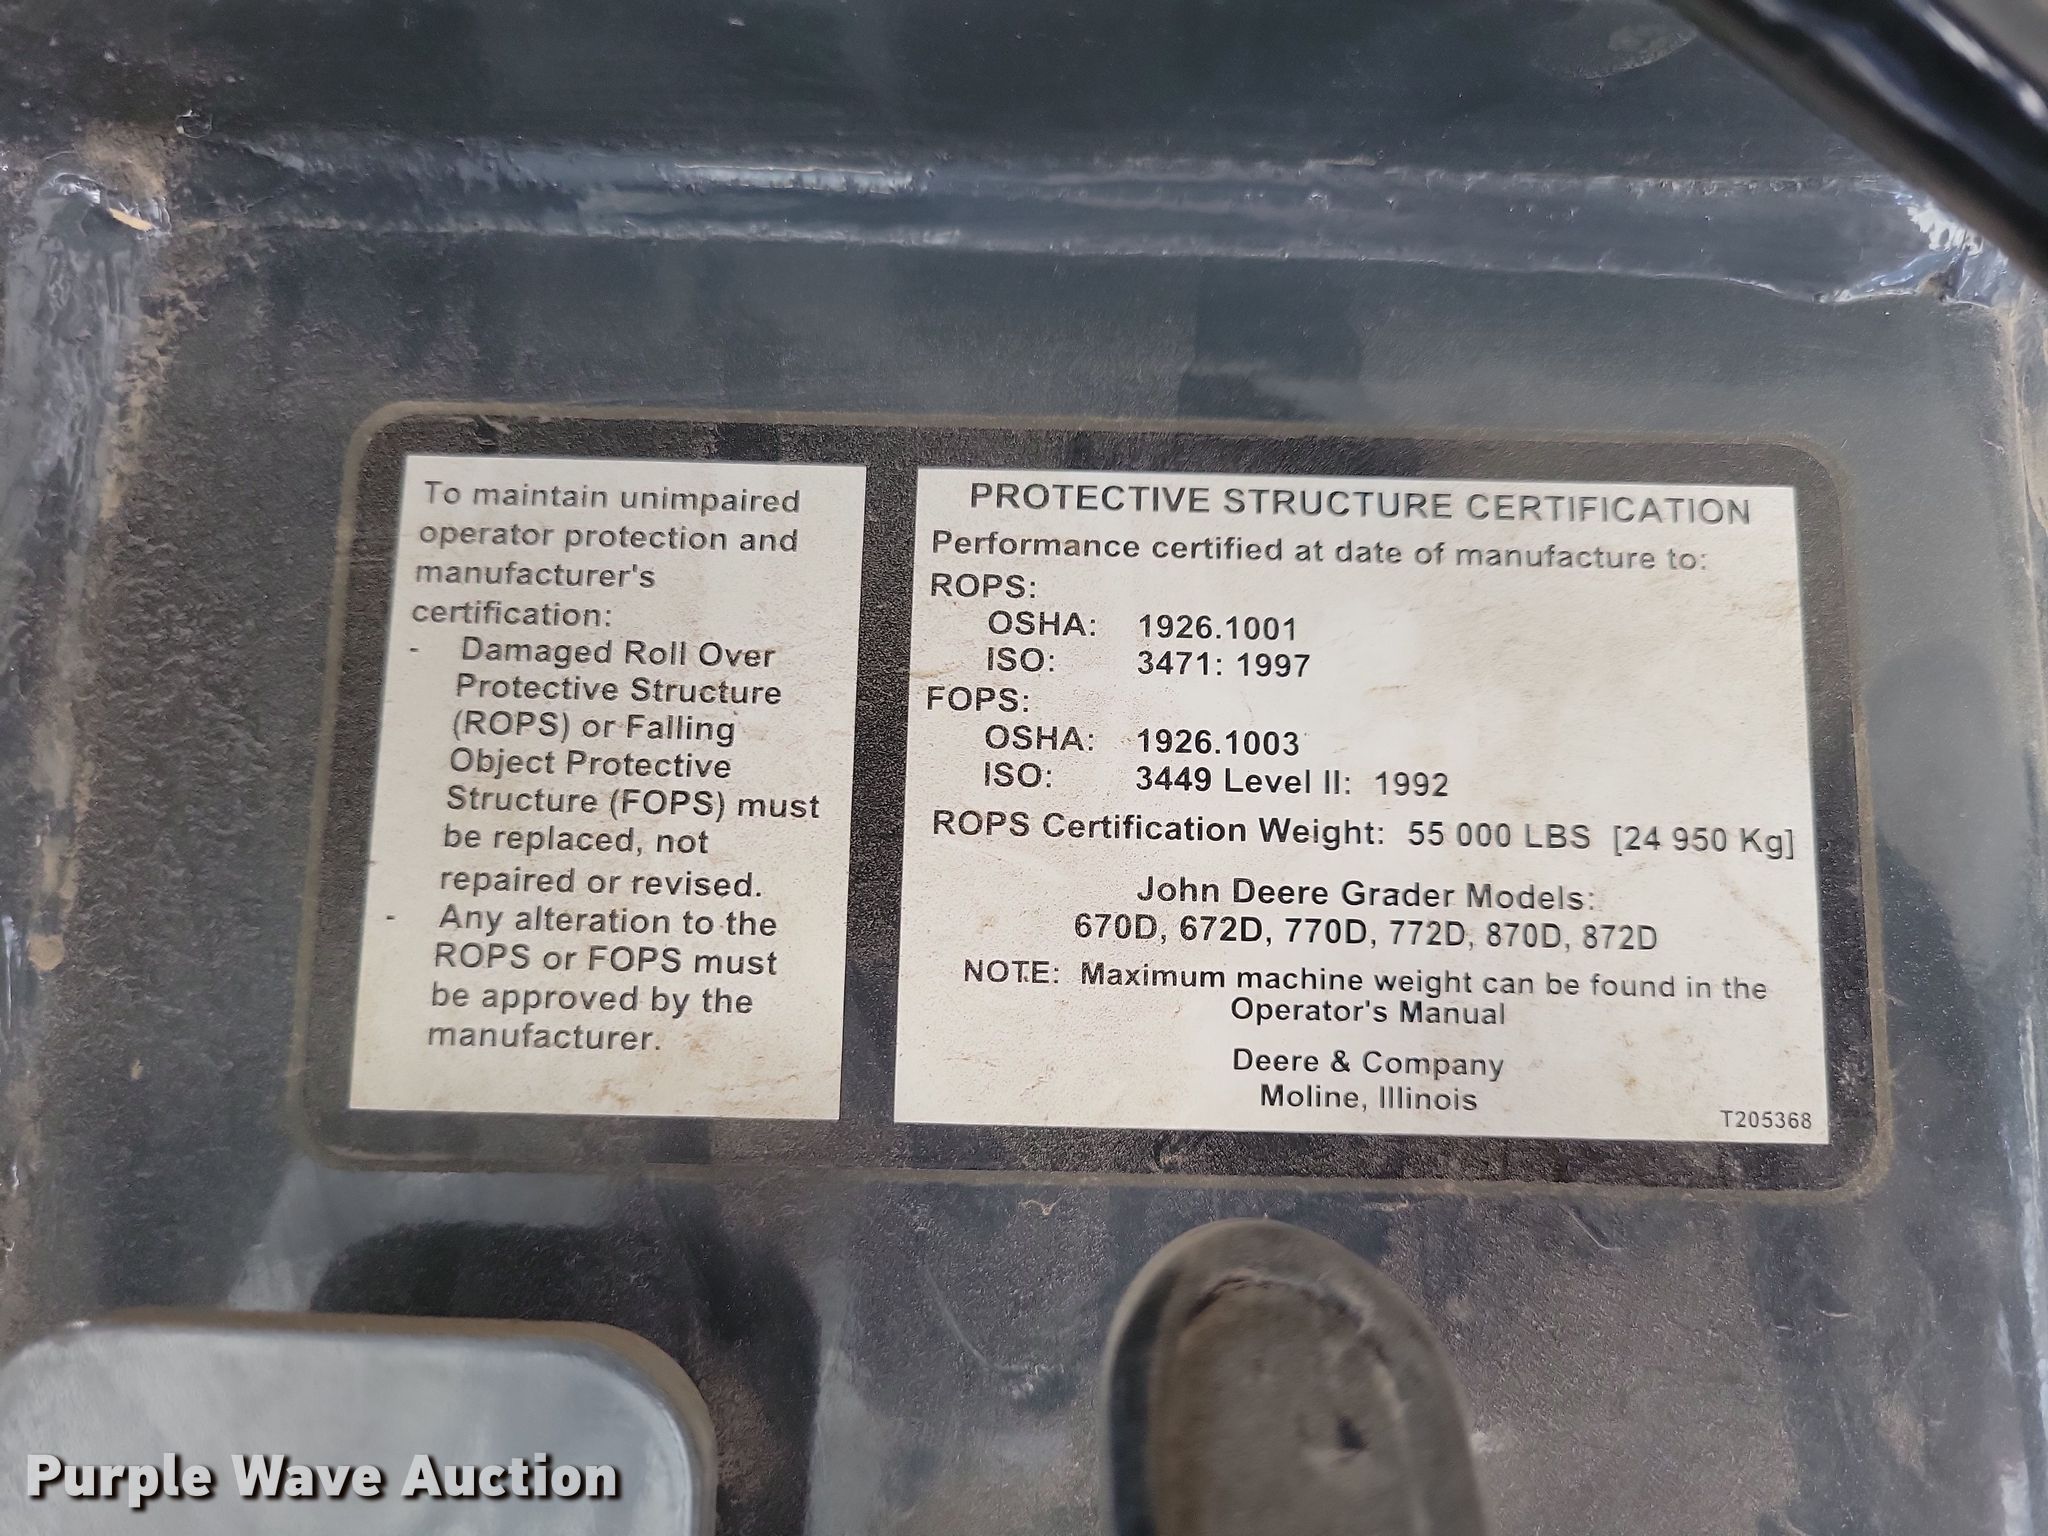 To maintain unimpaired
operator protection and
manufacturer's
certification:
- Damaged Roll Over
Protective Structure
(ROPS) or Falling
Object Protective
Structure (FOPS) must
be replaced, not
repaired or revised.
- Any alteration to the
ROPS or FOPS must
be approved by the
manufacturer.
PROTECTIVE STRUCTURE CERTIFICATION
Performance certified at date of manufacture to:
ROPS:
OSHA: 1926.1001
ISO: 3471: 1997
FOPS:
OSHA: 1926.1003
ISO: 3449 Level II: 1992
ROPS Certification Weight: 55 000 LBS [24 950 Kg]
John Deere Grader Models:
670D, 672D, 770D, 772D, 870D, 872D
NOTE: Maximum machine weight can be found in the
Operator's Manual
Deere & Company
Moline, Illinois
T205368
Purple Wave Auction